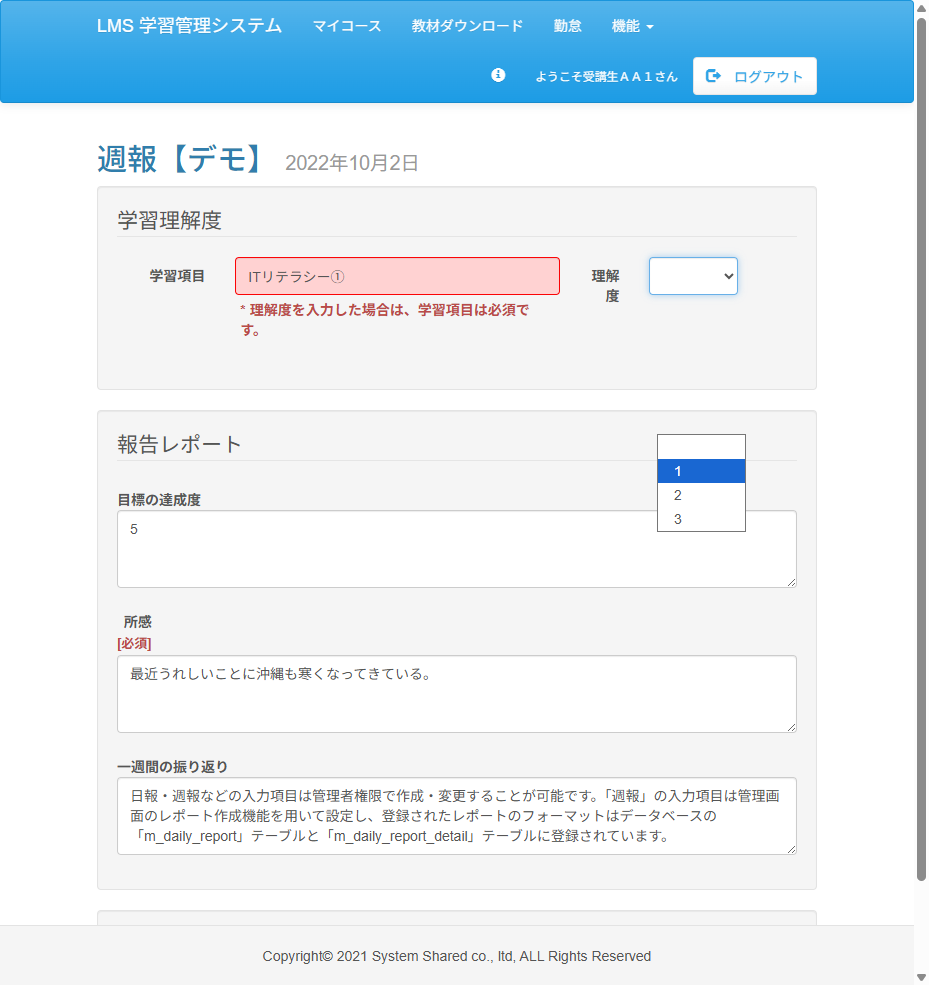 LMS 学習管理システム マイコース 教材ダウンロード 勤怠 機能
ようこそ受講生ＡＡ１さん ログアウト
週報【デモ】 2022年10月2日
学習理解度
学習項目 ITリテラシー① 理解
度
* 理解度を入力した場合は、学習項目は必須で
す。
報告レポート
1
2
3
目標の達成度
5
所感
[必須]
最近うれしいことに沖縄も寒くなってきている。
一週間の振り返り
日報・週報などの入力項目は管理者権限で作成・変更することが可能です。「週報」の入力項目は管理画
面のレポート作成機能を用いて設定し、登録されたレポートのフォーマットはデータベースの
「m_daily_report」テーブルと「m_daily_report_detail」テーブルに登録されています。
Copyright© 2021 System Shared co., ltd, ALL Rights Reserved